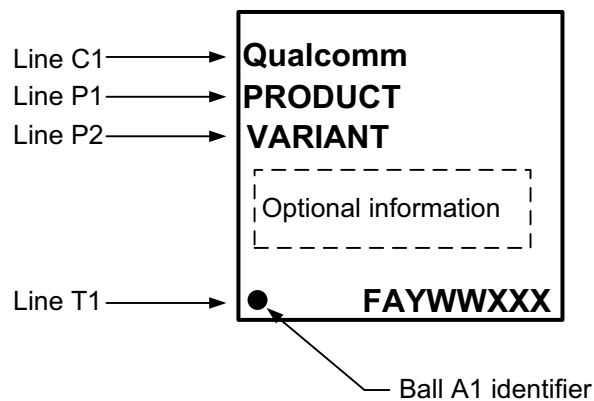 Line C1 Qualcomm
Line P1 PRODUCT
Line P2 VARIANT
Optional information
Line T1 FAYWWXXX
Ball A1 identifier